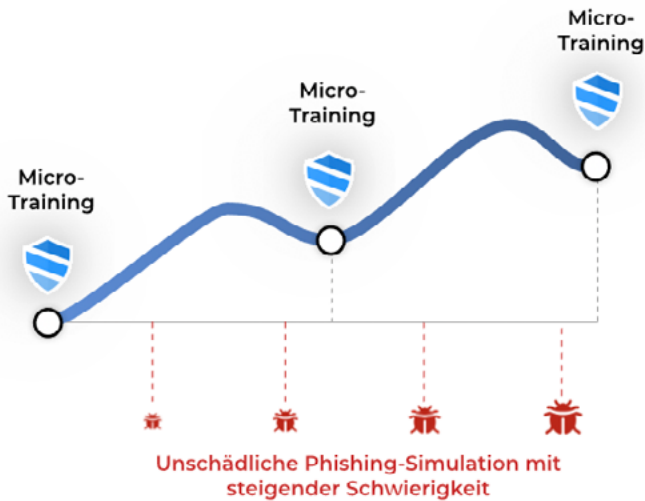 Micro-
Training
Micro-
Training
Micro-
Training
Unschädliche Phishing-Simulation mit
steigender Schwierigkeit